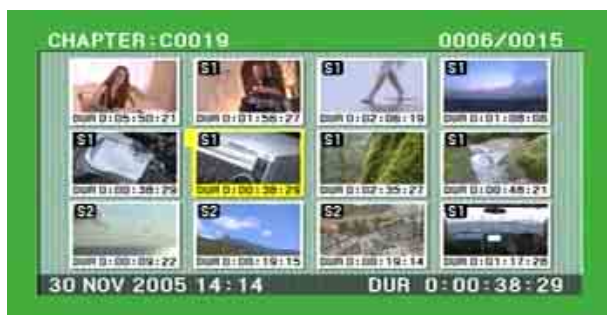 CHAPTER:C0019 0006/0015
S1 S1 S1
DUR 0:05:50:21 DUR 0:01:56:27 DUR 0:02:06:19 DUR 0:01:08:06
S1 S1 S1 S1
DUR 0:00:38:29 DUR 0:00:38:29 DUR 0:02:35:27 DUR 0:00:48:21
S2 S2 S2 S1
DUR 0:00:09:22 DUR 0:00:19:15 DUR 0:00:19:14 DUR 0:01:17:28
30 NOV 2005 14:14 DUR 0:00:38:29